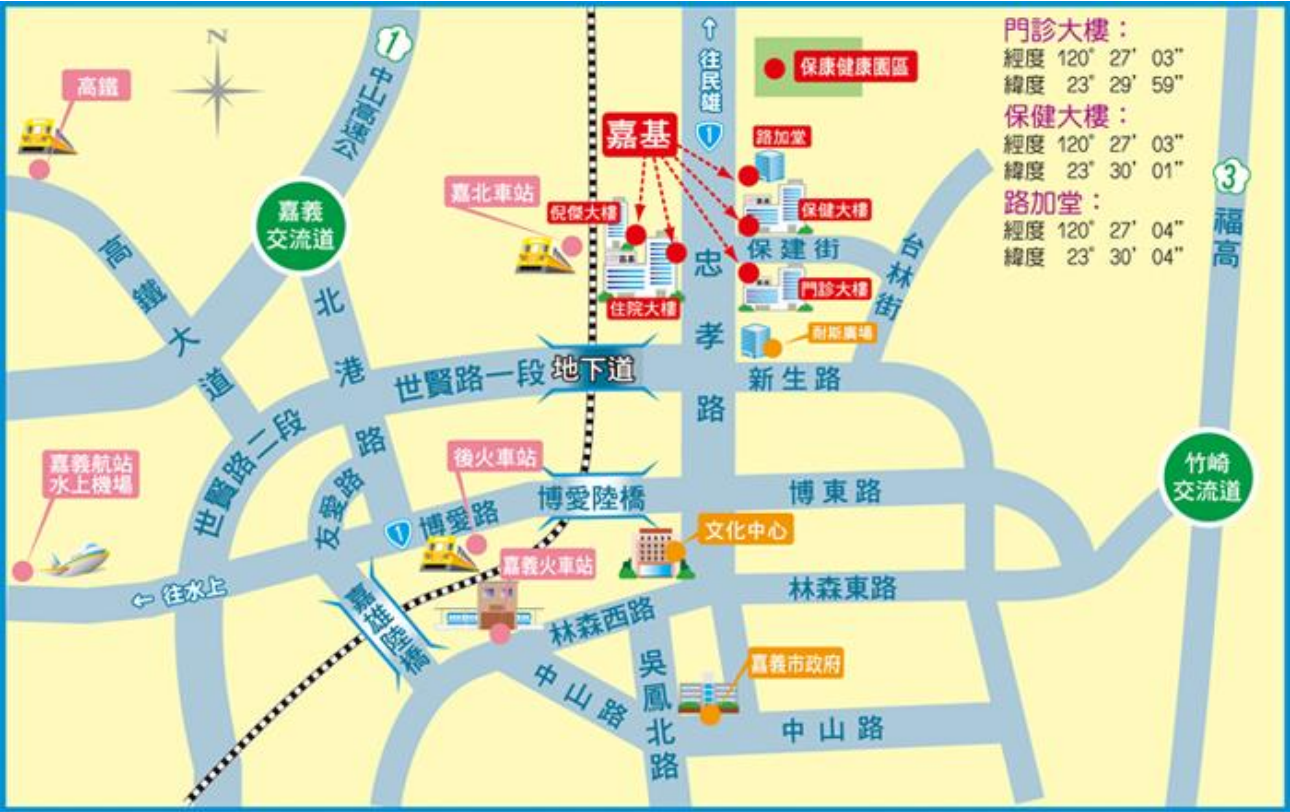 N
1
中山高速公
高鐵
嘉義
交流道
高鐵大道
北港路
嘉北車站
嘉基
倪傑大樓
嘉基
住院大樓
↑往民雄
1
保康健康園區
路加堂
嘉基
保健大樓
保建街
嘉基
門診大樓
耐斯廣場
台林街
忠孝路
門診大樓：
經度 120° 27' 03"
緯度 23° 29' 59"
保健大樓：
經度 120° 27' 03"
緯度 23° 30' 01"
路加堂：
經度 120° 27' 04"
緯度 23° 30' 04"
3
福高
世賢路一段
地下道
新生路
世賢路二段
友愛路
嘉義航站
水上機場
後火車站
1
博愛路
博愛陸橋
博東路
竹崎
交流道
文化中心
嘉義火車站
← 往水上
嘉雄陸橋
林森西路
林森東路
中山路
吳鳳北路
嘉義市政府
中山路